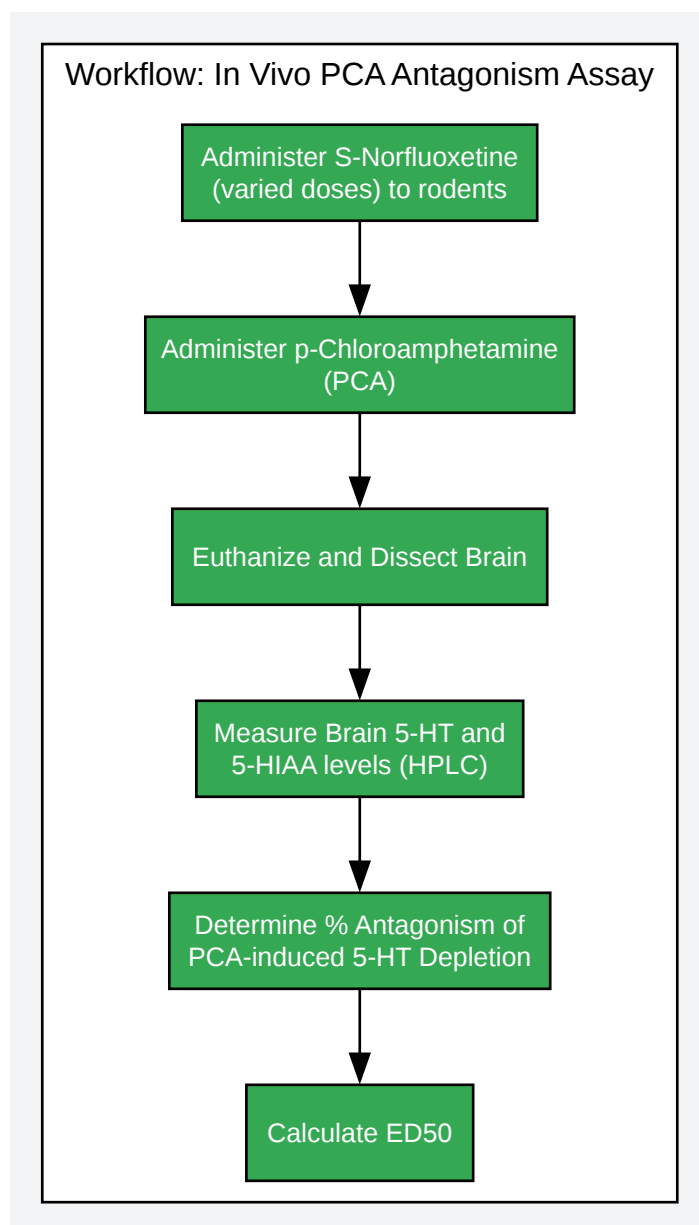 Workflow: In Vivo PCA Antagonism Assay
Administer S-Norfluoxetine
(varied doses) to rodents
Administer p-Chloroamphetamine
(PCA)
Euthanize and Dissect Brain
Measure Brain 5-HT and
5-HIAA levels (HPLC)
Determine % Antagonism of
PCA-induced 5-HT Depletion
Calculate ED50